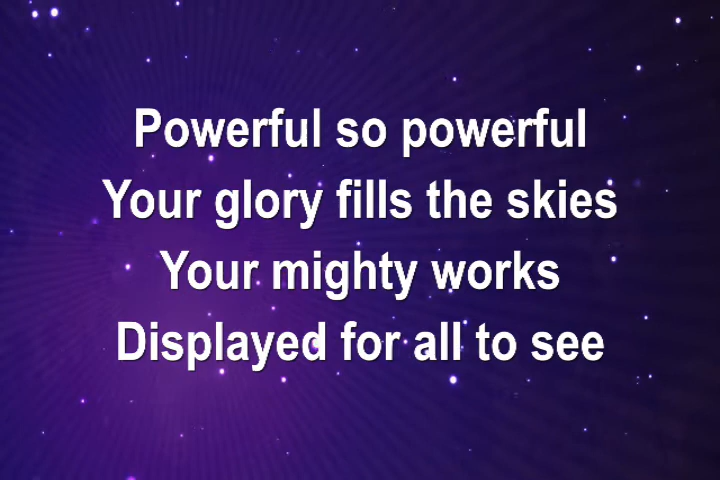 Powerful so powerful
Your glory fills the skies
Your mighty works
Displayed for all to see